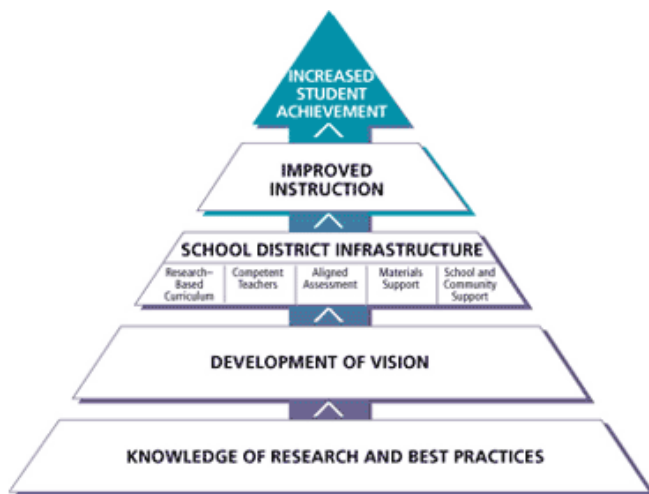 INCREASED
STUDENT
ACHIEVEMENT
IMPROVED
INSTRUCTION
SCHOOL DISTRICT INFRASTRUCTURE
Research–
Based
Curriculum
Competent
Teachers
Aligned
Assessment
Materials
Support
School and
Community
Support
DEVELOPMENT OF VISION
KNOWLEDGE OF RESEARCH AND BEST PRACTICES